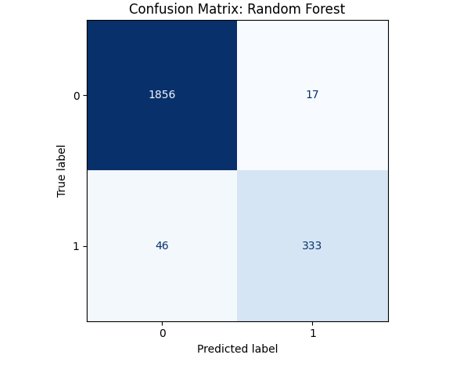 Confusion Matrix: Random Forest
0
1856
17
True label
1
46
333
0
1
Predicted label